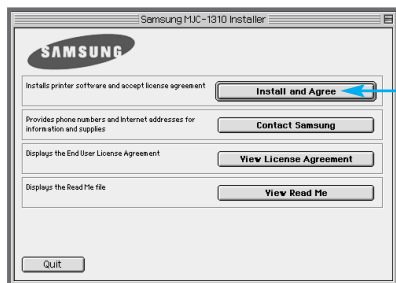 Samsung MJC-1310 Installer
SAMSUNG
Installs printer software and accept license agreement
Install and Agree
Provides phone numbers and Internet addresses for
information and supplies
Contact Samsung
Displays the End User License Agreement
View License Agreement
Displays the Read Me file
View Read Me
Quit